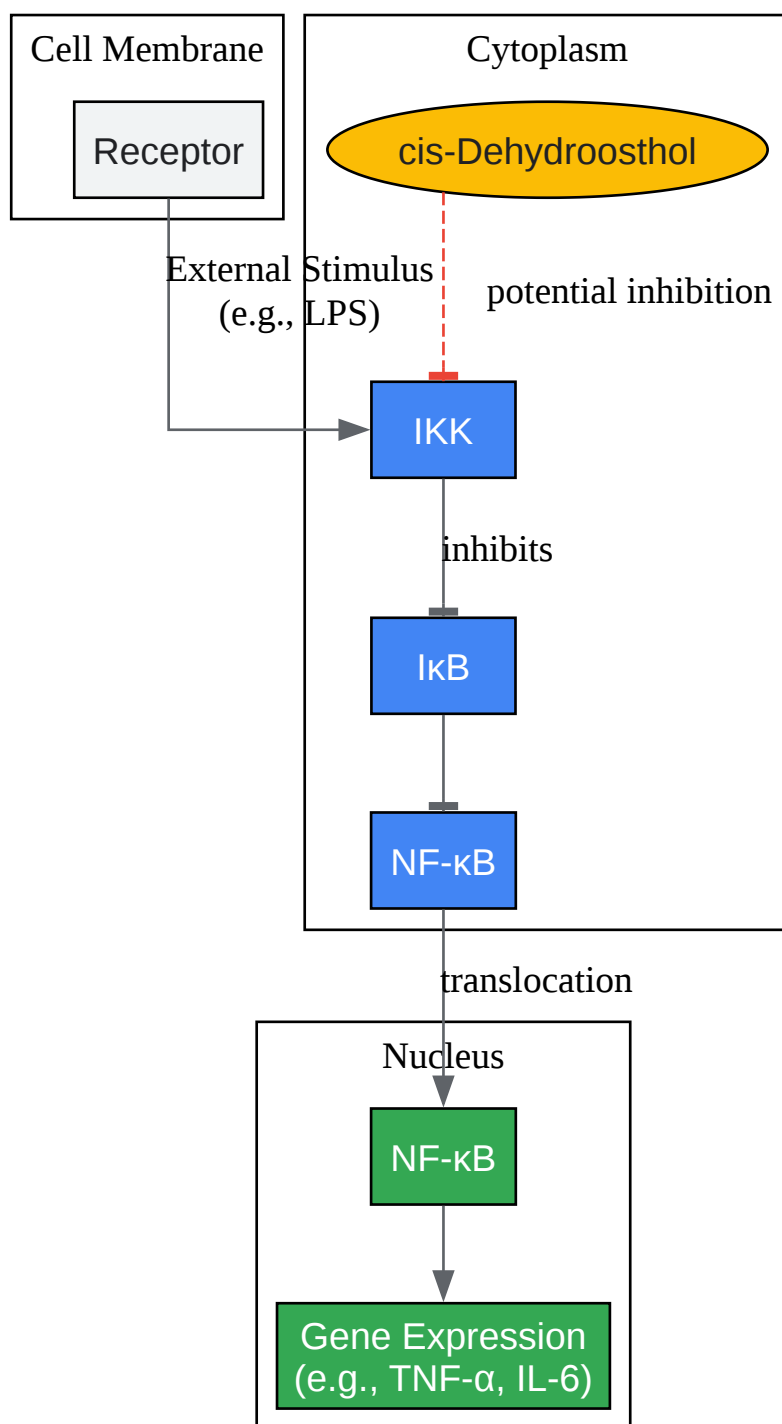 Cell Membrane
Cytoplasm
Receptor
cis-Dehydroosthol
External Stimulus
(e.g., LPS)
potential inhibition
IKK
inhibits
IκB
NF-κB
translocation
Nucleus
NF-κB
Gene Expression
(e.g., TNF-α, IL-6)